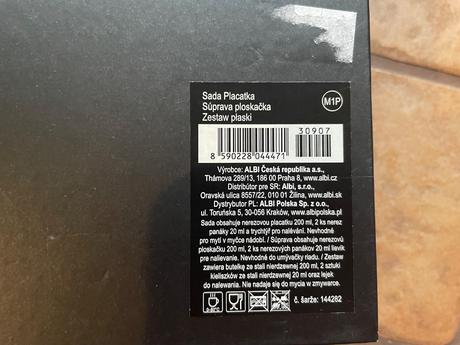 Sada Placatka
Súprava ploskačka
Zestaw płaski
M1P
30907
8 590228 044471
Výrobce: ALBI Česká republika a.s.,
Thámova 289/13, 186 00 Praha 8, www.albi.cz
Distribútor pre SR: Albi, s.r.o.,
Oravská ulica 8557/22, 010 01 Žilina, www.albi.sk
Dystrybutor PL: ALBI Polska Sp. z o.o.,
ul. Toruńska 5, 30-056 Kraków, www.albipolska.pl
Sada obsahuje nerezovou placatku 200 ml, 2 ks nerez
panáky 20 ml a trychtýř pro nalévání. Nevhodné
pro mytí v myčce nádobí. / Súprava obsahuje nerezovú
ploskačku 200 ml, 2 ks nerezových panákov 20 ml lievik
pre nalievanie. Nevhodné do umývačky riadu. / Zestaw
zawiera butelkę ze stali nierdzewnej 200 ml, 2 sztuki
kieliszków ze stali nierdzewnej 20 ml oraz lejek
do nalewania. Nie nadaje się do mycia w zmywarce.
č. šarže: 144282